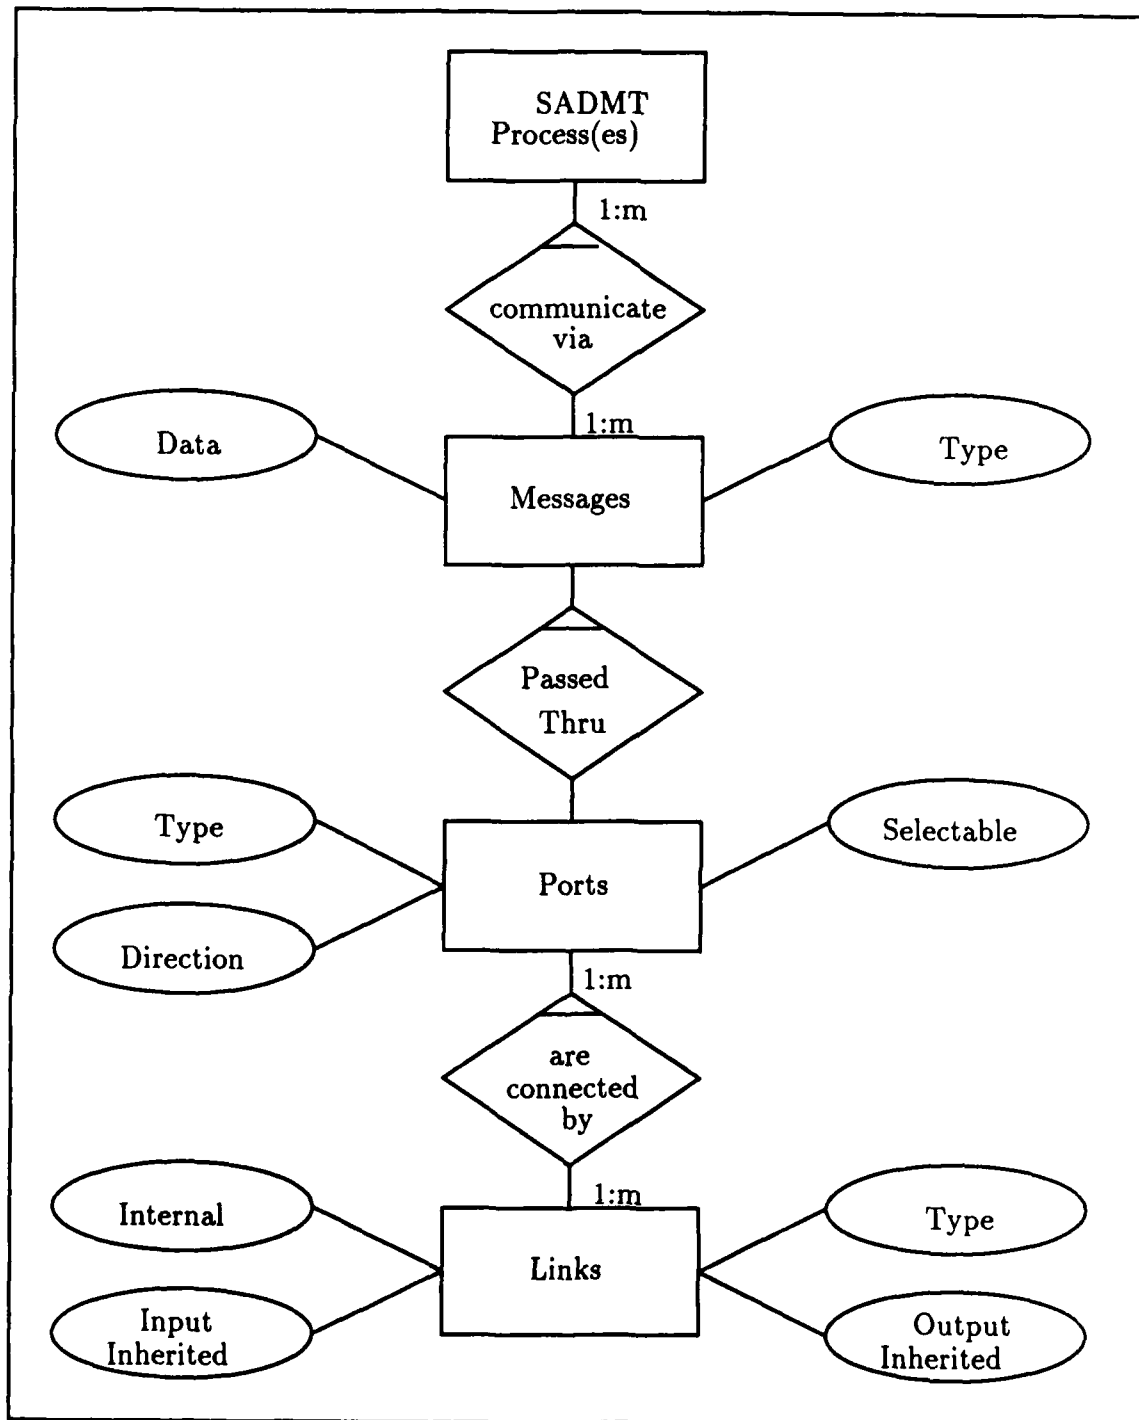 SADMT
Process(es)
1:m
communicate
via
1:m
Data
Type
Messages
Passed
Thru
Type
Selectable
Ports
Direction
1:m
are
connected
by
1:m
Internal
Type
Links
Input
Inherited
Output
Inherited